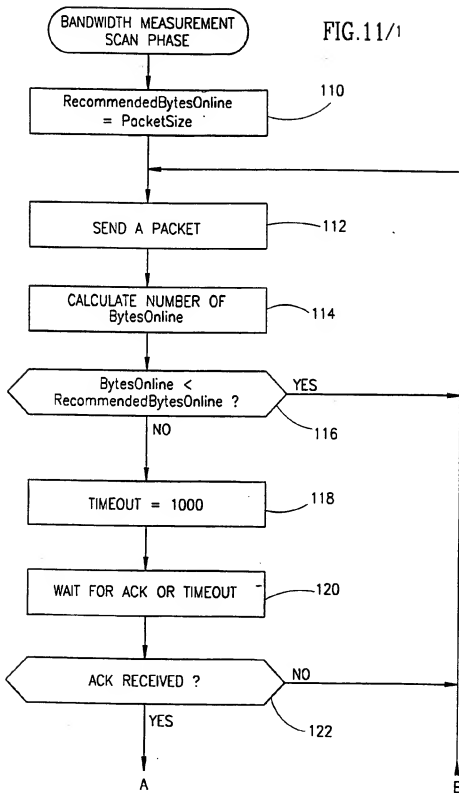 BANDWIDTH MEASUREMENT
SCAN PHASE
FIG.11/1
RecommendedBytesOnline
= PacketSize
110
SEND A PACKET
112
CALCULATE NUMBER OF
BytesOnline
114
BytesOnline <
RecommendedBytesOnline ?
YES
116
NO
TIMEOUT = 1000
118
WAIT FOR ACK OR TIMEOUT
120
ACK RECEIVED ?
NO
122
YES
A